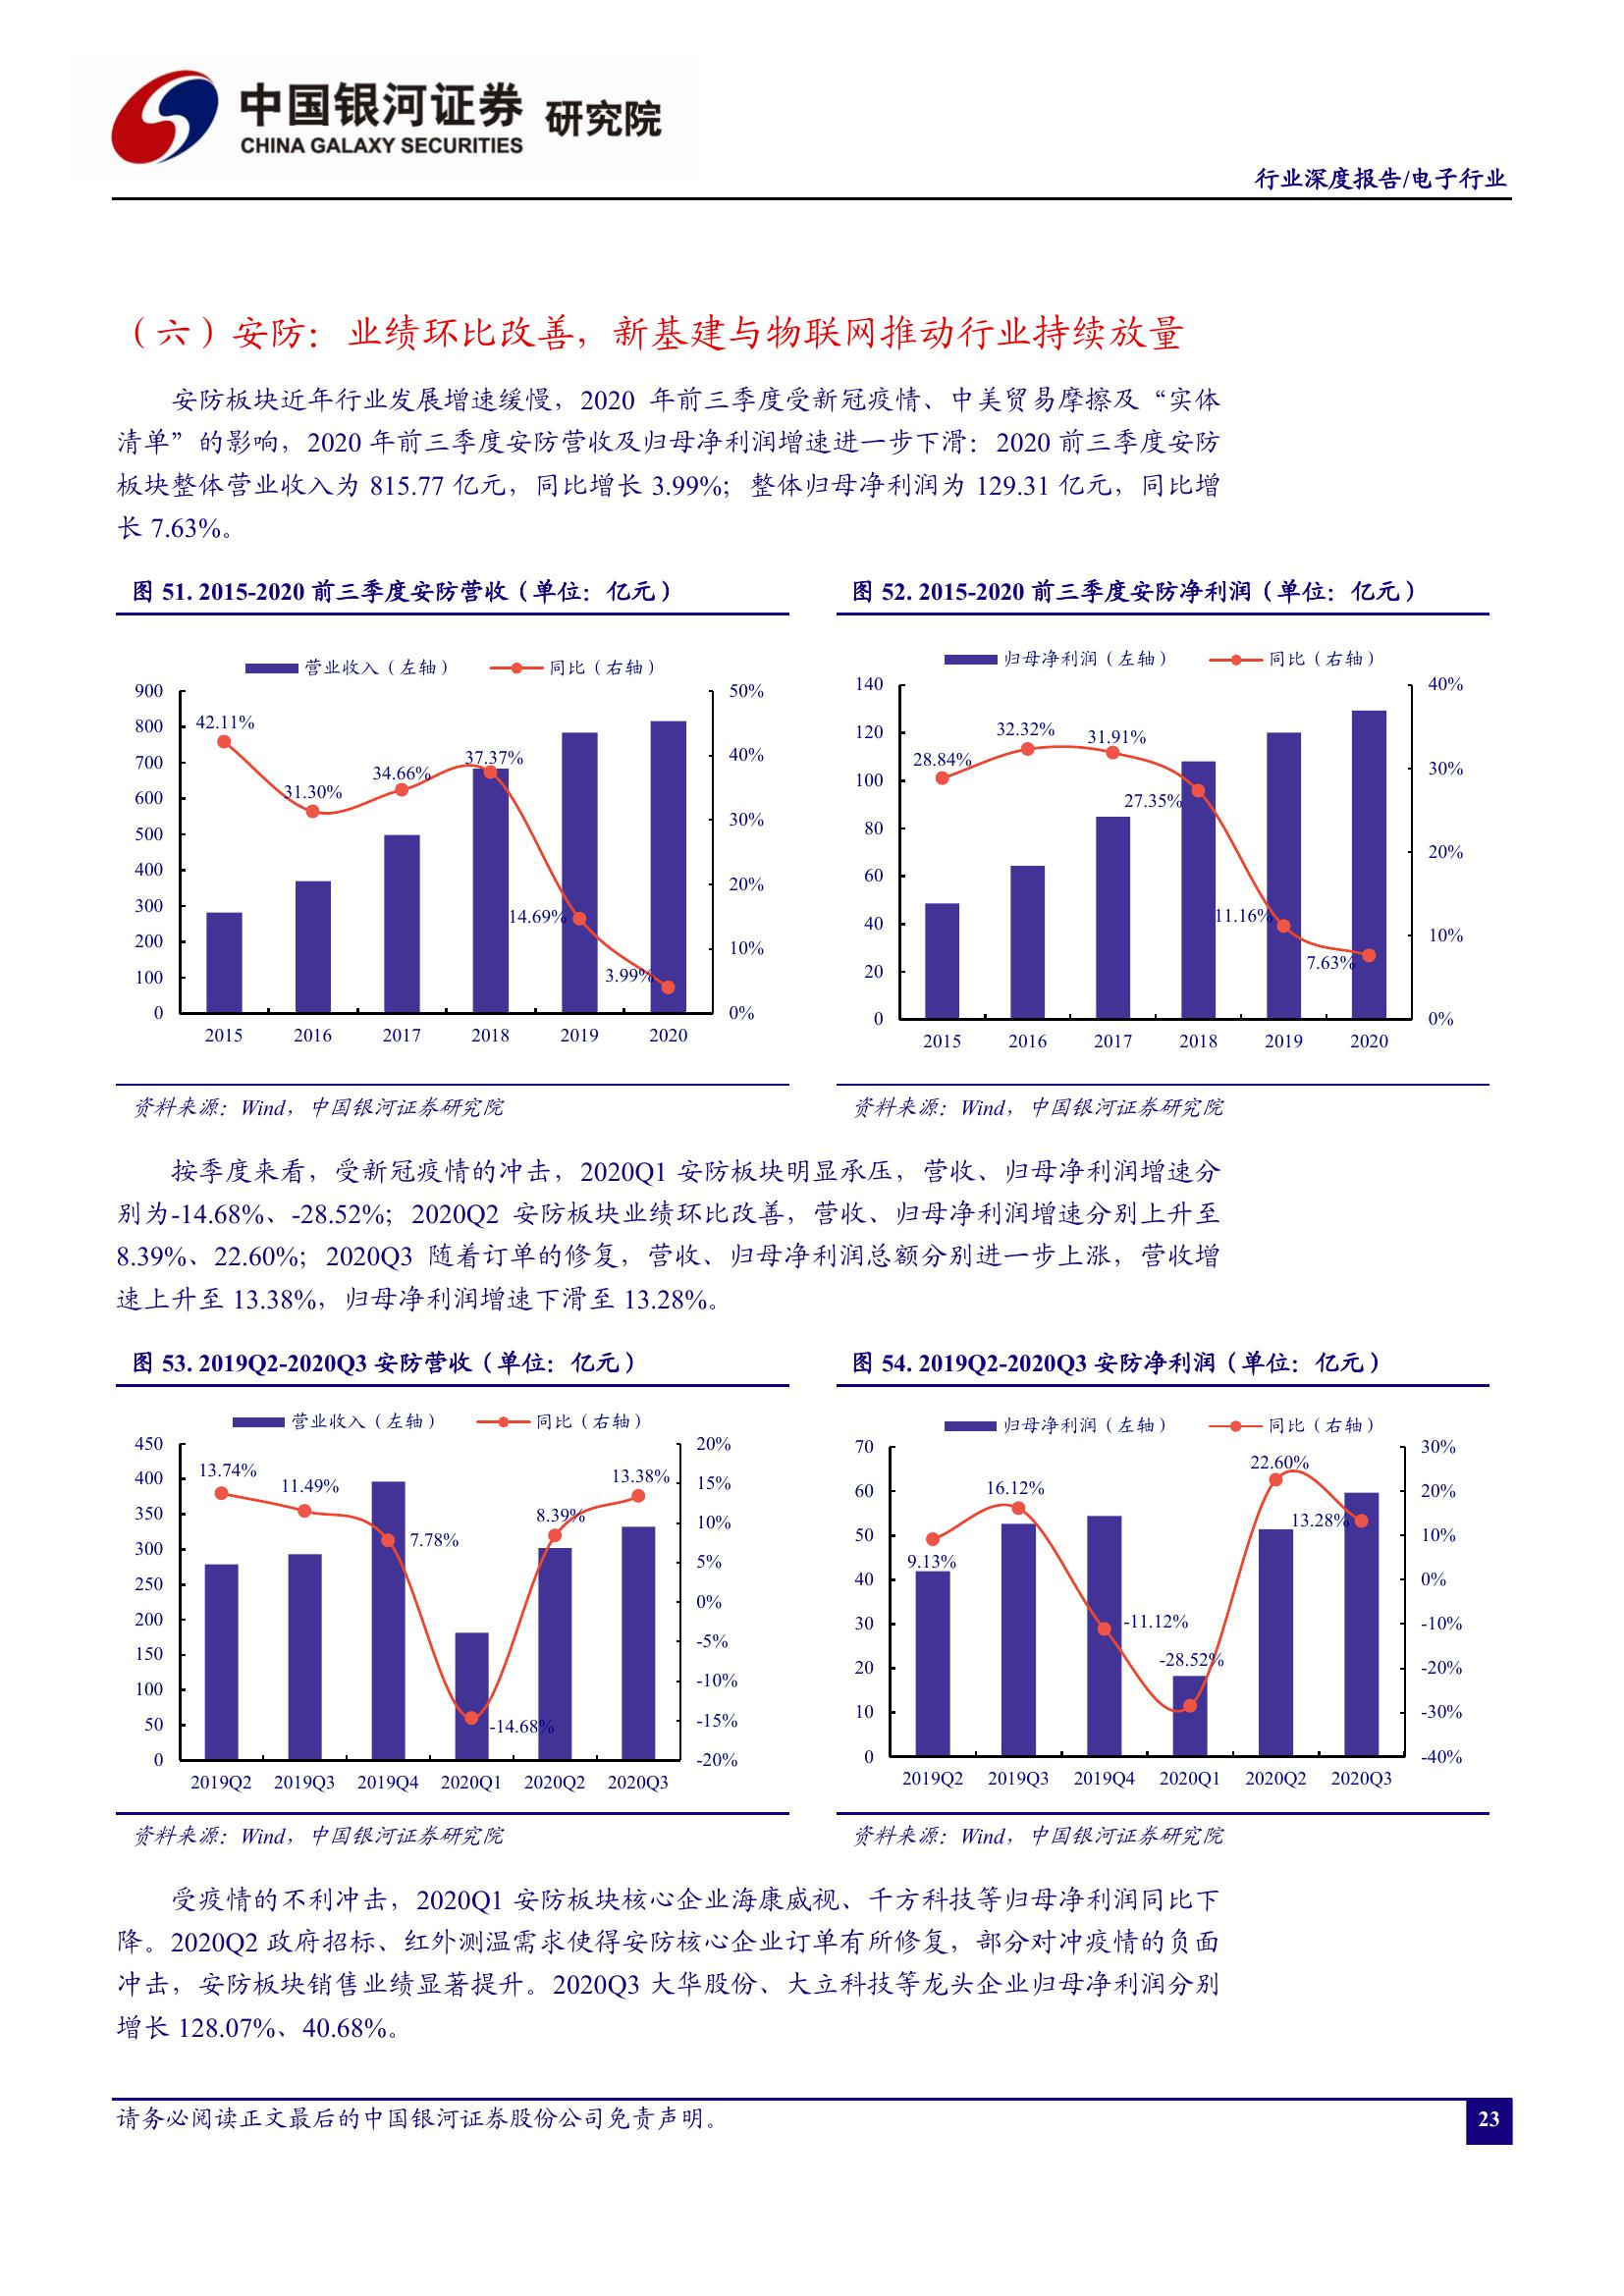 中国银河证券 研究院
CHINA GALAXY SECURITIES
行业深度报告/电子行业
（六）安防：业绩环比改善，新基建与物联网推动行业持续放量
安防板块近年行业发展增速缓慢，2020 年前三季度受新冠疫情、中美贸易摩擦及“实体
清单”的影响，2020 年前三季度安防营收及归母净利润增速进一步下滑：2020 前三季度安防
板块整体营业收入为 815.77 亿元，同比增长 3.99%；整体归母净利润为 129.31 亿元，同比增
长 7.63%。
图 51. 2015-2020 前三季度安防营收（单位：亿元）
营业收入（左轴） 同比（右轴）
900
800
700
600
500
400
300
200
100
0
50%
40%
30%
20%
10%
0%
42.11%
31.30%
34.66%
37.37%
14.69%
3.99%
2015 2016 2017 2018 2019 2020
资料来源：Wind，中国银河证券研究院
图 52. 2015-2020 前三季度安防净利润（单位：亿元）
归母净利润（左轴） 同比（右轴）
140
120
100
80
60
40
20
0
40%
30%
20%
10%
0%
28.84%
32.32%
31.91%
27.35%
11.16%
7.63%
2015 2016 2017 2018 2019 2020
资料来源：Wind，中国银河证券研究院
按季度来看，受新冠疫情的冲击，2020Q1 安防板块明显承压，营收、归母净利润增速分
别为-14.68%、-28.52%；2020Q2 安防板块业绩环比改善，营收、归母净利润增速分别上升至
8.39%、22.60%；2020Q3 随着订单的修复，营收、归母净利润总额分别进一步上涨，营收增
速上升至 13.38%，归母净利润增速下滑至 13.28%。
图 53. 2019Q2-2020Q3 安防营收（单位：亿元）
营业收入（左轴） 同比（右轴）
450
400
350
300
250
200
150
100
50
0
20%
15%
10%
5%
0%
-5%
-10%
-15%
-20%
13.74%
11.49%
7.78%
-14.68%
8.39%
13.38%
2019Q2 2019Q3 2019Q4 2020Q1 2020Q2 2020Q3
资料来源：Wind，中国银河证券研究院
图 54. 2019Q2-2020Q3 安防净利润（单位：亿元）
归母净利润（左轴） 同比（右轴）
70
60
50
40
30
20
10
0
30%
20%
10%
0%
-10%
-20%
-30%
-40%
9.13%
16.12%
-11.12%
-28.52%
22.60%
13.28%
2019Q2 2019Q3 2019Q4 2020Q1 2020Q2 2020Q3
资料来源：Wind，中国银河证券研究院
受疫情的不利冲击，2020Q1 安防板块核心企业海康威视、千方科技等归母净利润同比下
降。2020Q2 政府招标、红外测温需求使得安防核心企业订单有所修复，部分对冲疫情的负面
冲击，安防板块销售业绩显著提升。2020Q3 大华股份、大立科技等龙头企业归母净利润分别
增长 128.07%、40.68%。
请务必阅读正文最后的中国银河证券股份公司免责声明。
23